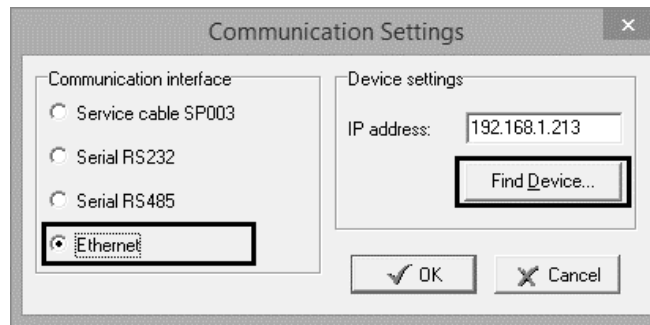 Communication Settings
Communication interface
Service cable SP003
Serial RS232
Serial RS485
Ethernet
Device settings
IP address: 192.168.1.213
Find Device...
OK
Cancel